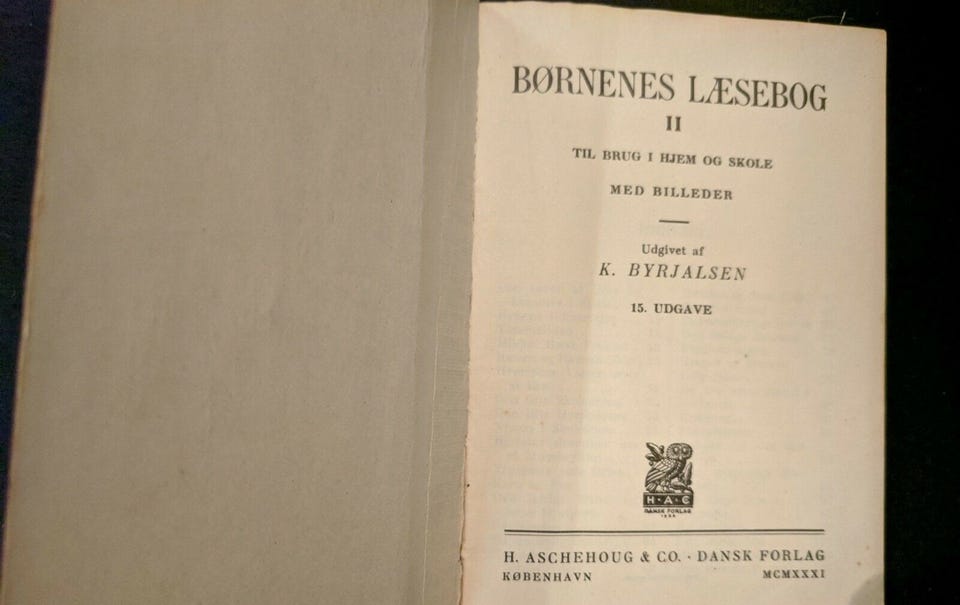 BØRNENES LÆSEBOG
II
TIL BRUG I HJEM OG SKOLE
MED BILLEDER
Udgivet af
K. BYRJALSEN
15. UDGAVE
H·A·C
DANSK FORLAG
H. ASCHEHOUG & CO. · DANSK FORLAG
KØBENHAVN MCMXXXI